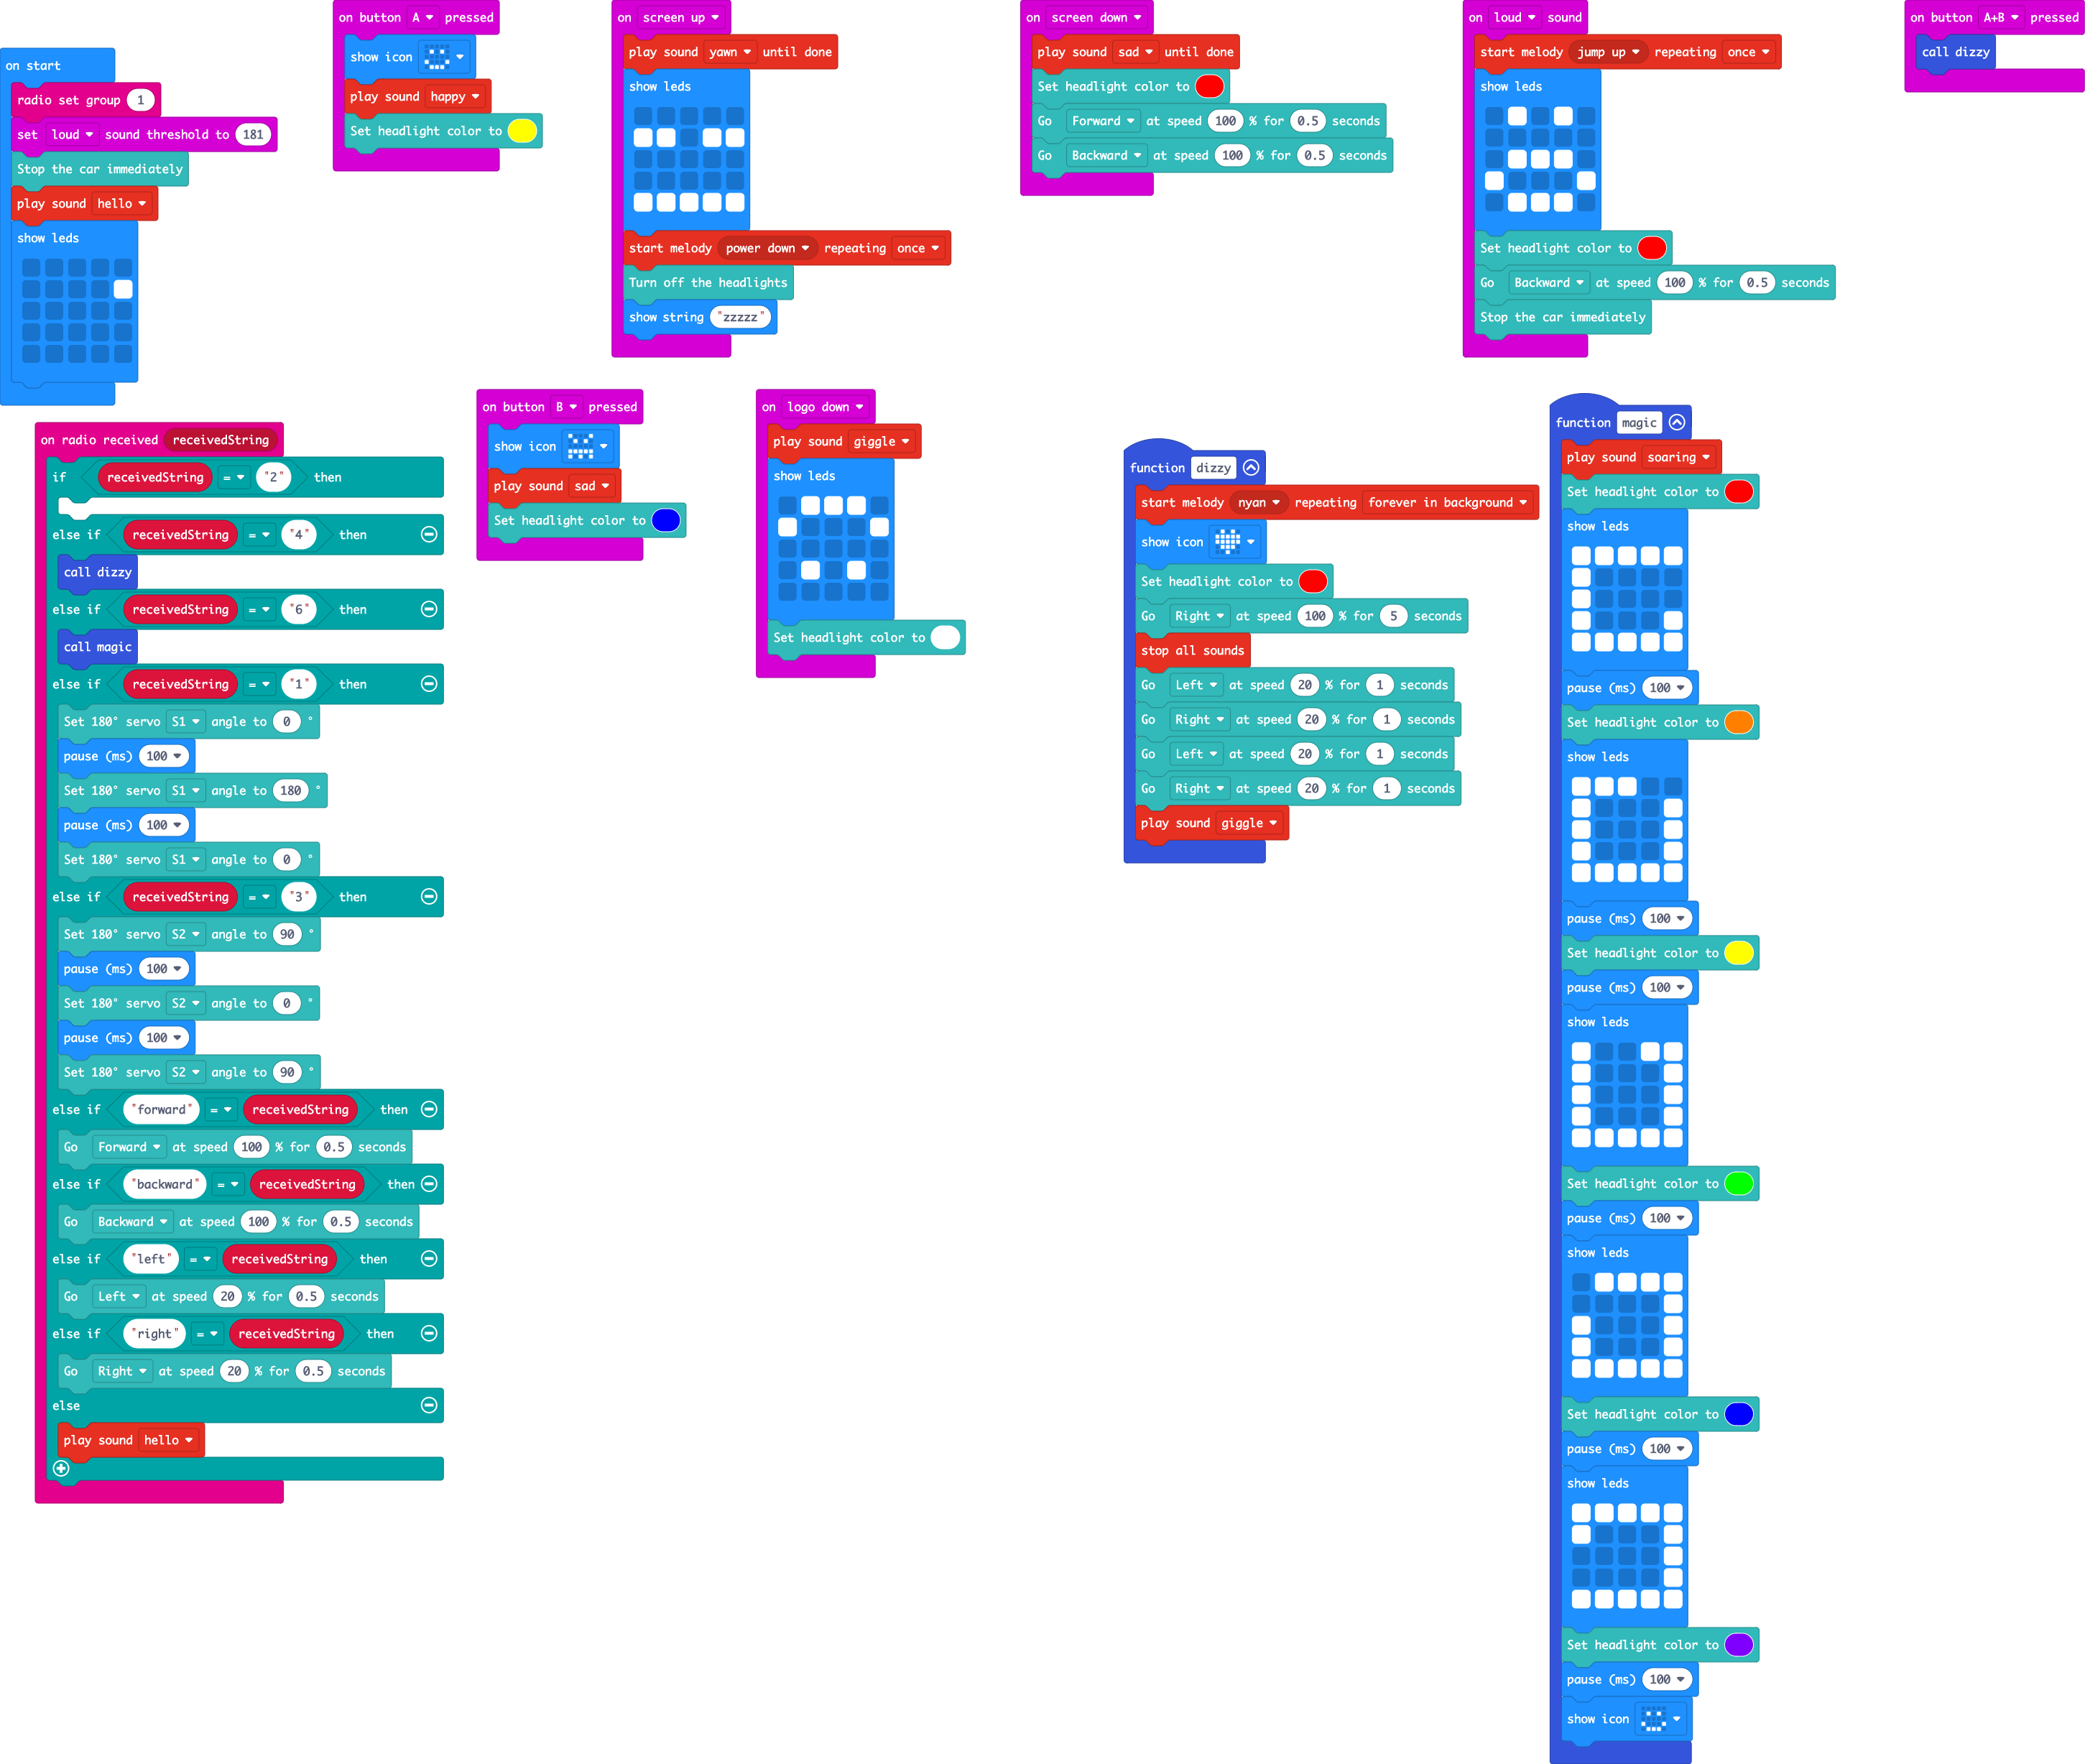 on start
radio set group 1
set loud sound threshold to 181
Stop the car immediately
play sound hello
show leds
on button A pressed
show icon
play sound happy
Set headlight color to
on screen up
play sound yawn until done
show leds
start melody power down repeating once
Turn off the headlights
show string "zzzzz"
on screen down
play sound sad until done
Set headlight color to
Go Forward at speed 100 % for 0.5 seconds
Go Backward at speed 100 % for 0.5 seconds
on loud sound
start melody jump up repeating once
show leds
Set headlight color to
Go Backward at speed 100 % for 0.5 seconds
Stop the car immediately
on button A+B pressed
call dizzy
on radio received receivedString
if receivedString = "2" then
else if receivedString = "4" then
call dizzy
else if receivedString = "6" then
call magic
else if receivedString = "1" then
Set 180° servo S1 angle to 0 °
pause (ms) 100
Set 180° servo S1 angle to 180 °
pause (ms) 100
Set 180° servo S1 angle to 0 °
else if receivedString = "3" then
Set 180° servo S2 angle to 90 °
pause (ms) 100
Set 180° servo S2 angle to 0 °
pause (ms) 100
Set 180° servo S2 angle to 90 °
else if "forward" = receivedString then
Go Forward at speed 100 % for 0.5 seconds
else if "backward" = receivedString then
Go Backward at speed 100 % for 0.5 seconds
else if "left" = receivedString then
Go Left at speed 20 % for 0.5 seconds
else if "right" = receivedString then
Go Right at speed 20 % for 0.5 seconds
else
play sound hello
on button B pressed
show icon
play sound sad
Set headlight color to
on logo down
play sound giggle
show leds
Set headlight color to
function dizzy
start melody nyan repeating forever in background
show icon
Set headlight color to
Go Right at speed 100 % for 5 seconds
stop all sounds
Go Left at speed 20 % for 1 seconds
Go Right at speed 20 % for 1 seconds
Go Left at speed 20 % for 1 seconds
Go Right at speed 20 % for 1 seconds
play sound giggle
function magic
play sound soaring
Set headlight color to
show leds
pause (ms) 100
Set headlight color to
show leds
pause (ms) 100
Set headlight color to
pause (ms) 100
show leds
Set headlight color to
pause (ms) 100
show leds
Set headlight color to
pause (ms) 100
show leds
Set headlight color to
pause (ms) 100
show icon